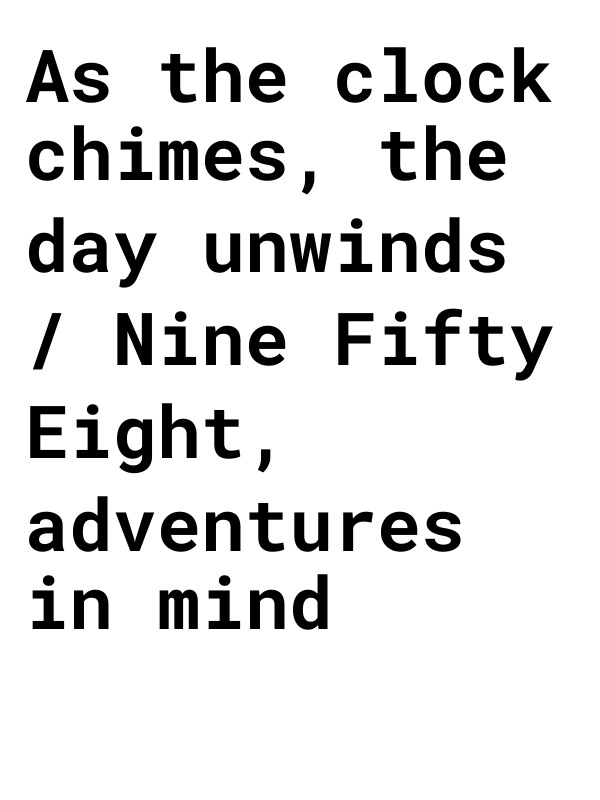 As the clock
chimes, the
day unwinds
/ Nine Fifty
Eight,
adventures
in mind